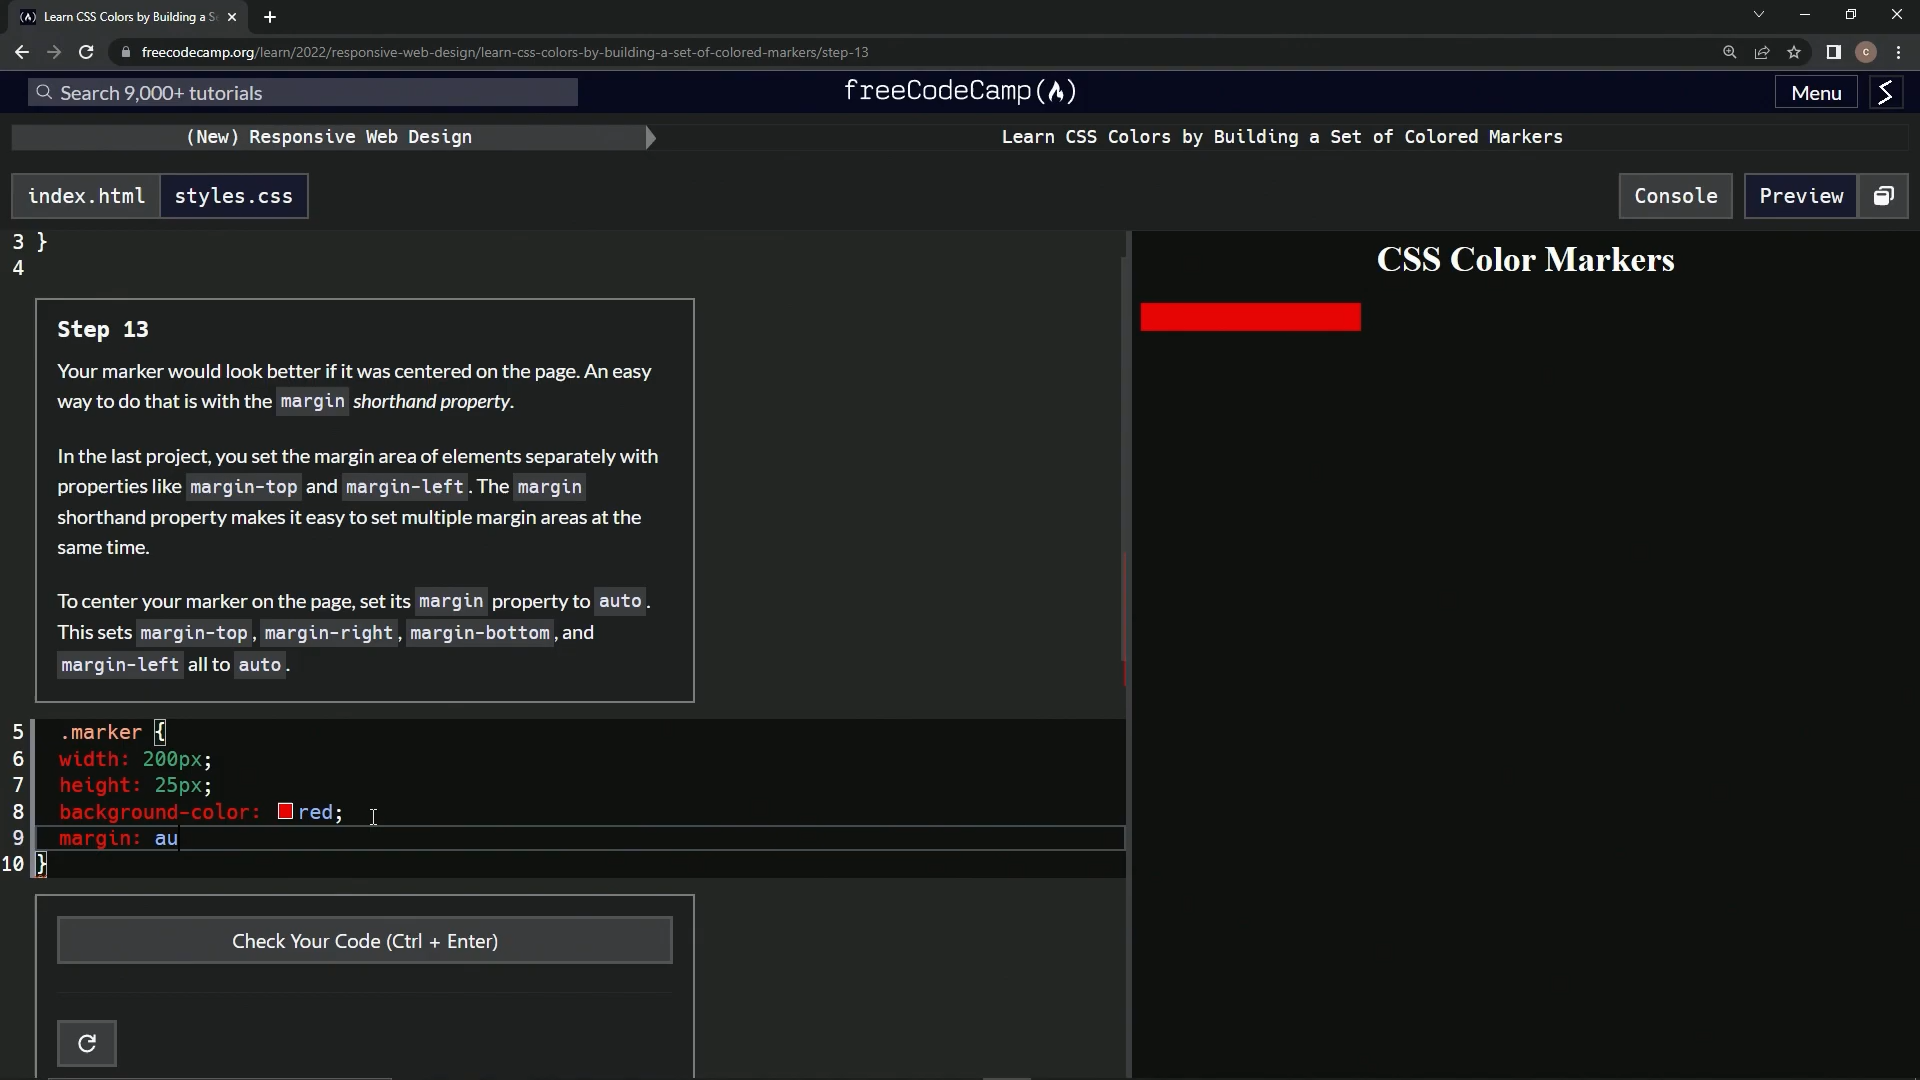 Learn CSS Colors by Building a S
freecodecamp.org/learn/2022/responsive-web-design/learn-css-colors-by-building-a-set-of-colored-markers/step-13
c
Search 9,000+ tutorials
freeCodeCamp
Menu
(New) Responsive Web Design
Learn CSS Colors by Building a Set of Colored Markers
index.html
styles.css
Console
Preview
3 }
4
CSS Color Markers
Step 13
Your marker would look better if it was centered on the page. An easy
way to do that is with the margin shorthand property.
In the last project, you set the margin area of elements separately with
properties like margin-top and margin-left. The margin
shorthand property makes it easy to set multiple margin areas at the
same time.
To center your marker on the page, set its margin property to auto.
This sets margin-top, margin-right, margin-bottom, and
margin-left all to auto.
5 .marker {
6 width: 200px;
7 height: 25px;
8 background-color: red;
9 margin: au
10 }
Check Your Code (Ctrl + Enter)